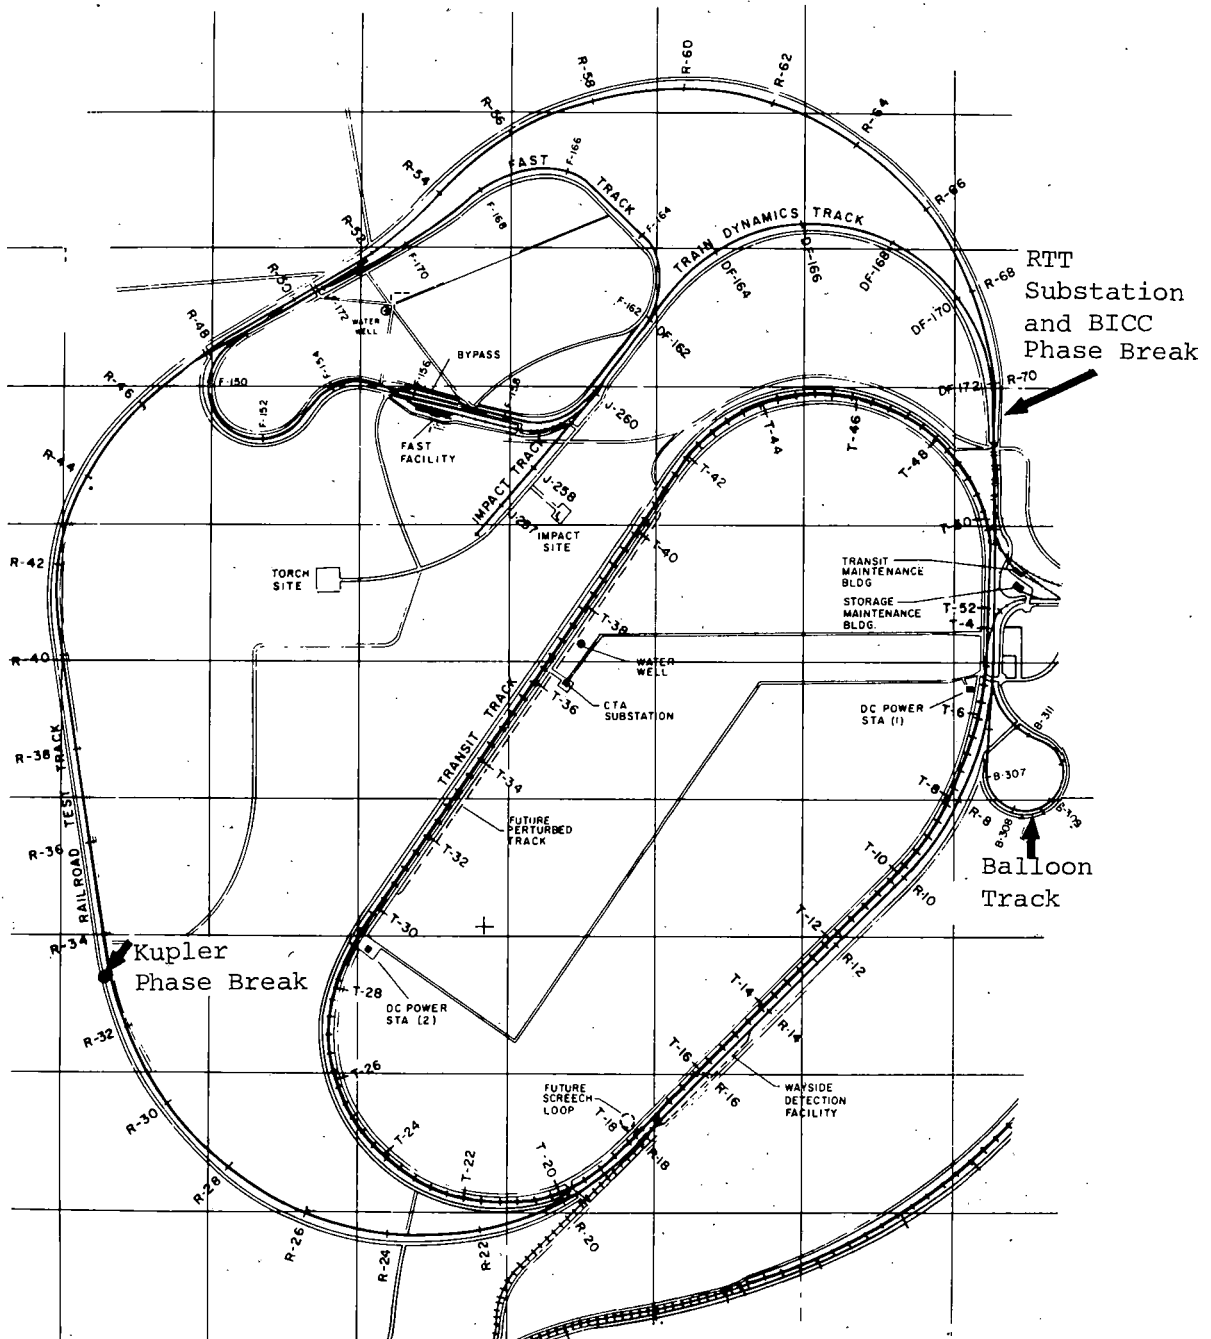 R-60
R-62
R-58
R-56
R-64
F-166
FAST
TRACK
R-54
R-66
F-168
F-164
TRAIN DYNAMICS TRACK
R-52
F-170
DF-166
DF-168
DF-164
R-50
R-68
RTT
Substation
and BICC
Phase Break
F-172
WATER
WELL
F-162
DF-162
DF-170
R-48
BYPASS
F-154
F-156
F-158
R-46
F-150
DF-172
R-70
J-260
F-152
T-44
T-46
T-48
FAST
FACILITY
R-44
T-42
IMPACT TRACK
J-258
J-257
T-50
IMPACT
SITE
T-40
R-42
TORCH
SITE
TRANSIT
MAINTENANCE
BLDG
STORAGE
MAINTENANCE
BLDG.
T-52
T-4
T-38
R-40
WATER
WELL
T-36
CTA
SUBSTATION
DC POWER
STA (1)
T-6
B-311
TRANSIT TRACK
R-38
T-34
B-307
T-8
R-8
B-308
B-309
FUTURE
PERTURBED
TRACK
R-36
T-32
RAILROAD TEST TRACK
T-10
R-10
Balloon
Track
T-30
T-12
R-34
Kupler
Phase Break
R-12
T-28
T-14
DC POWER
STA (2)
R-14
R-32
T-16
T-26
R-16
FUTURE
SCREECH
LOOP
WAYSIDE
DETECTION
FACILITY
R-30
T-18
T-24
R-18
T-22
T-20
R-28
R-20
R-26
R-24
R-22